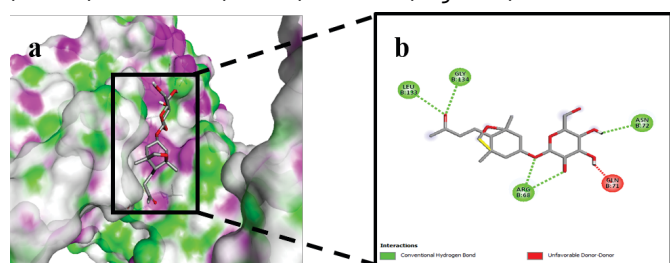 a
b
LEU
B:133
GLY
B:134
ASN
B:72
GLN
B:71
ARG
B:68
Interactions
Conventional Hydrogen Bond
Unfavorable Donor-Donor